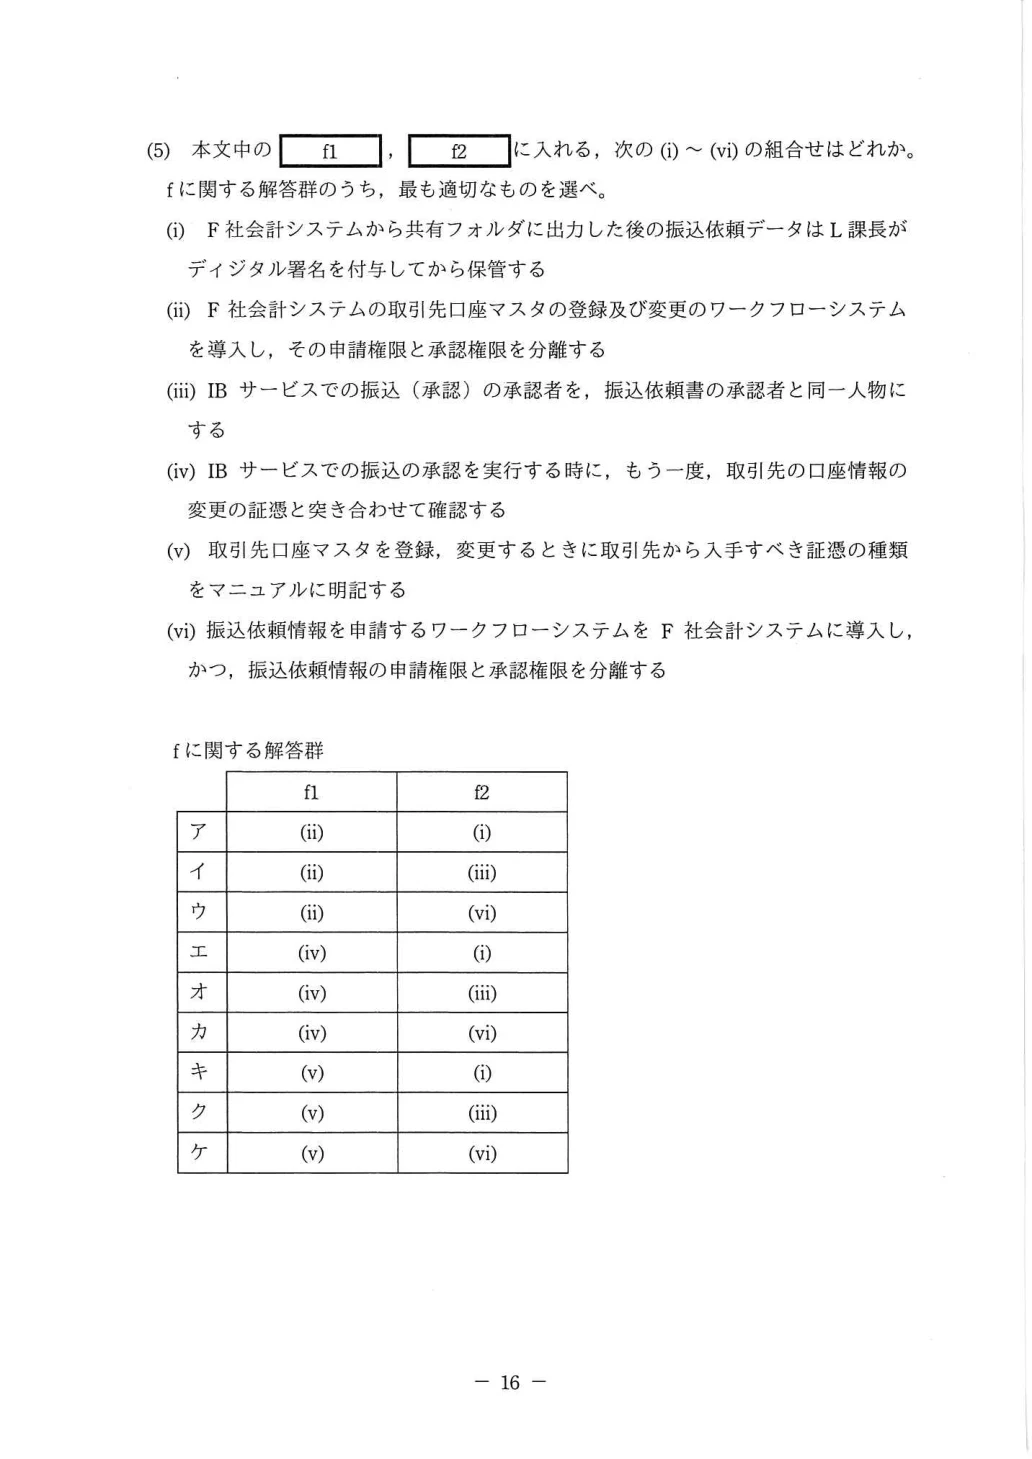 (5) 本文中の f1 , f2 に入れる，次の (i) ～ (vi) の組合せはどれか。
f に関する解答群のうち，最も適切なものを選べ。
(i) F 社会計システムから共有フォルダに出力した後の振込依頼データは L 課長が
ディジタル署名を付与してから保管する
(ii) F 社会計システムの取引先口座マスタの登録及び変更のワークフローシステム
を導入し，その申請権限と承認権限を分離する
(iii) IB サービスでの振込（承認）の承認者を，振込依頼書の承認者と同一人物に
する
(iv) IB サービスでの振込の承認を実行する時に，もう一度，取引先の口座情報の
変更の証憑と突き合わせて確認する
(v) 取引先口座マスタを登録，変更するときに取引先から入手すべき証憑の種類
をマニュアルに明記する
(vi) 振込依頼情報を申請するワークフローシステムを F 社会計システムに導入し，
かつ，振込依頼情報の申請権限と承認権限を分離する
f に関する解答群
f1 f2
ア (ii) (i)
イ (ii) (iii)
ウ (ii) (vi)
エ (iv) (i)
オ (iv) (iii)
カ (iv) (vi)
キ (v) (i)
ク (v) (iii)
ケ (v) (vi)
－ 16 －